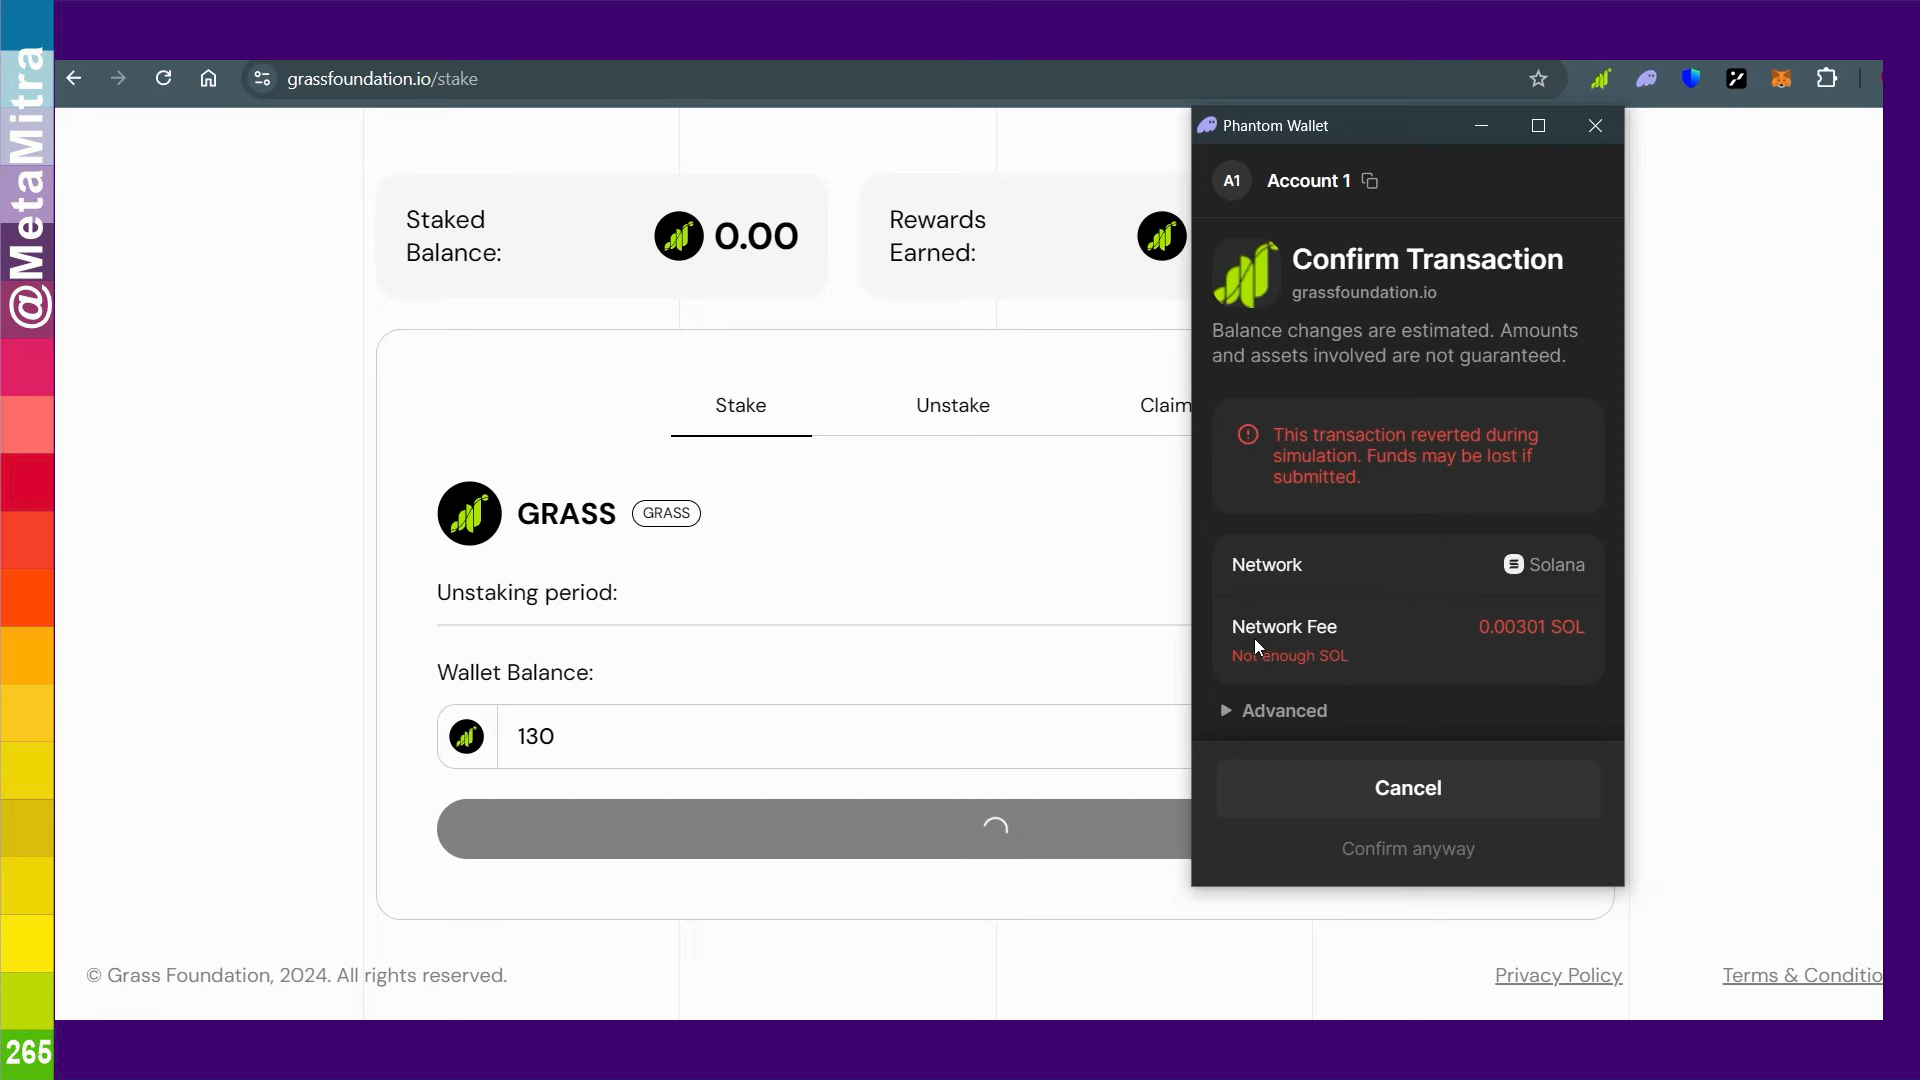 @MetaMitra
265
grassfoundation.io/stake
Staked
Balance:
0.00
Rewards
Earned:
Stake
Unstake
Claim
GRASS
GRASS
Unstaking period:
Wallet Balance:
130
© Grass Foundation, 2024. All rights reserved.
Privacy Policy
Terms & Conditio
Phantom Wallet
A1
Account 1
Confirm Transaction
grassfoundation.io
Balance changes are estimated. Amounts
and assets involved are not guaranteed.
This transaction reverted during
simulation. Funds may be lost if
submitted.
Network
Solana
Network Fee
0.00301 SOL
Not enough SOL
Advanced
Cancel
Confirm anyway